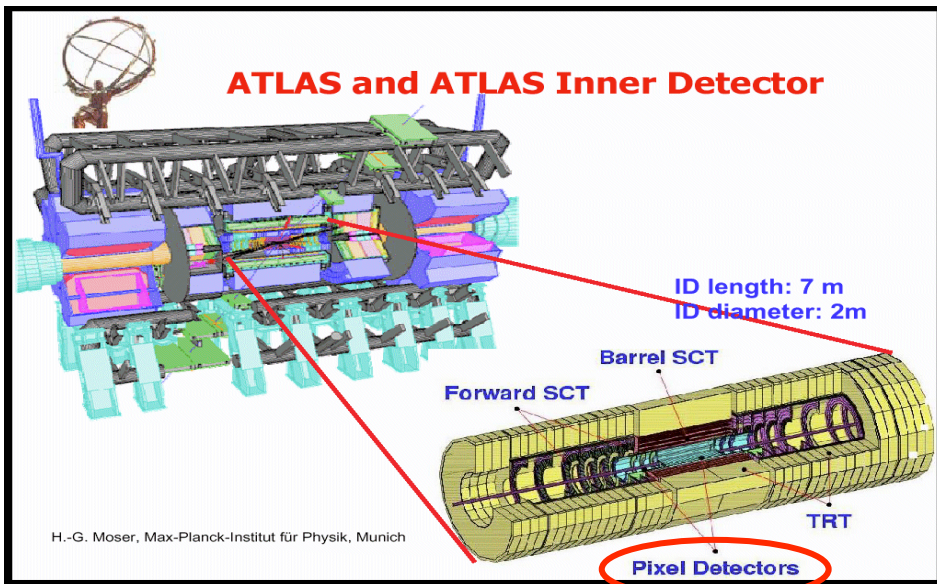 ATLAS and ATLAS Inner Detector
ID length: 7 m
ID diameter: 2m
Barrel SCT
Forward SCT
TRT
H.-G. Moser, Max-Planck-Institut für Physik, Munich
Pixel Detectors